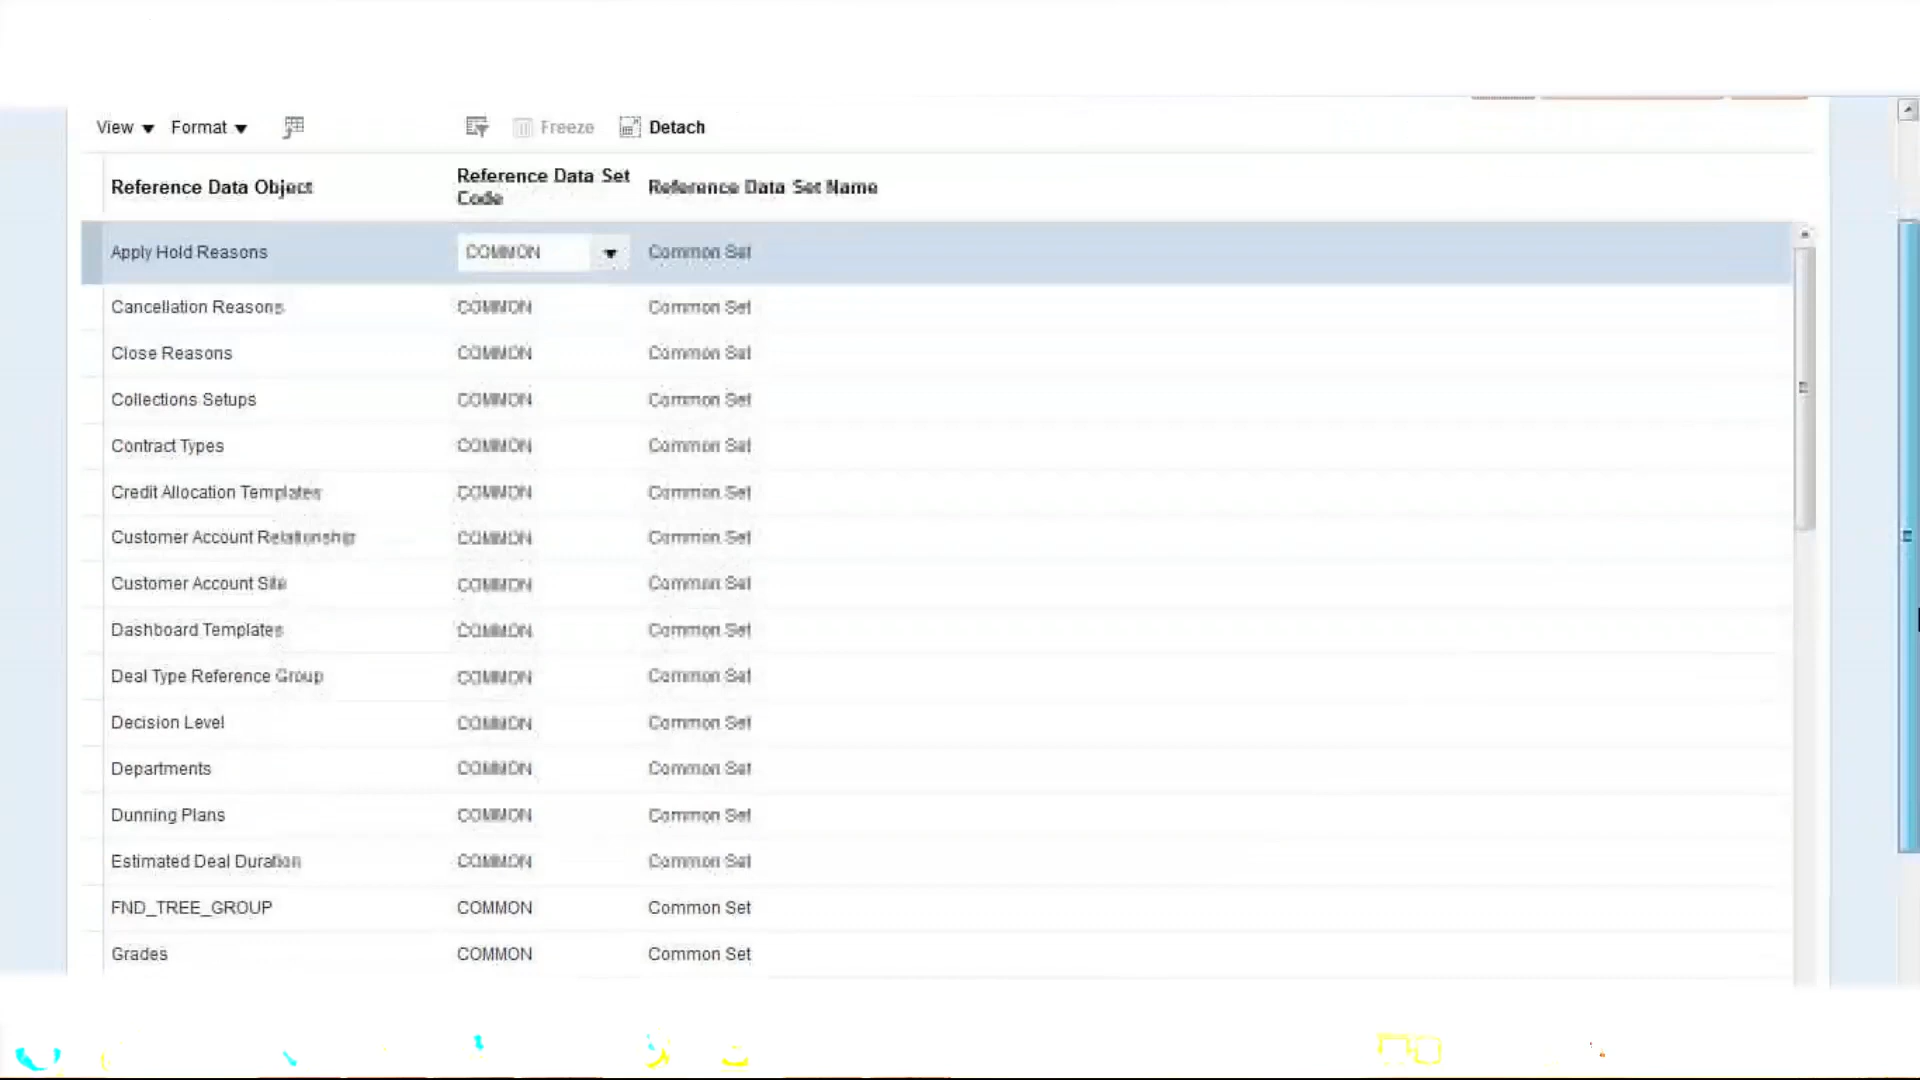 View Format Freeze Detach
Reference Data Object Reference Data Set Code Reference Data Set Name
Apply Hold Reasons COMMON Common Set
Cancellation Reasons COMMON Common Set
Close Reasons COMMON Common Set
Collections Setups COMMON Common Set
Contract Types COMMON Common Set
Credit Allocation Templates COMMON Common Set
Customer Account Relationship COMMON Common Set
Customer Account Site COMMON Common Set
Dashboard Templates COMMON Common Set
Deal Type Reference Group COMMON Common Set
Decision Level COMMON Common Set
Departments COMMON Common Set
Dunning Plans COMMON Common Set
Estimated Deal Duration COMMON Common Set
FND_TREE_GROUP COMMON Common Set
Grades COMMON Common Set